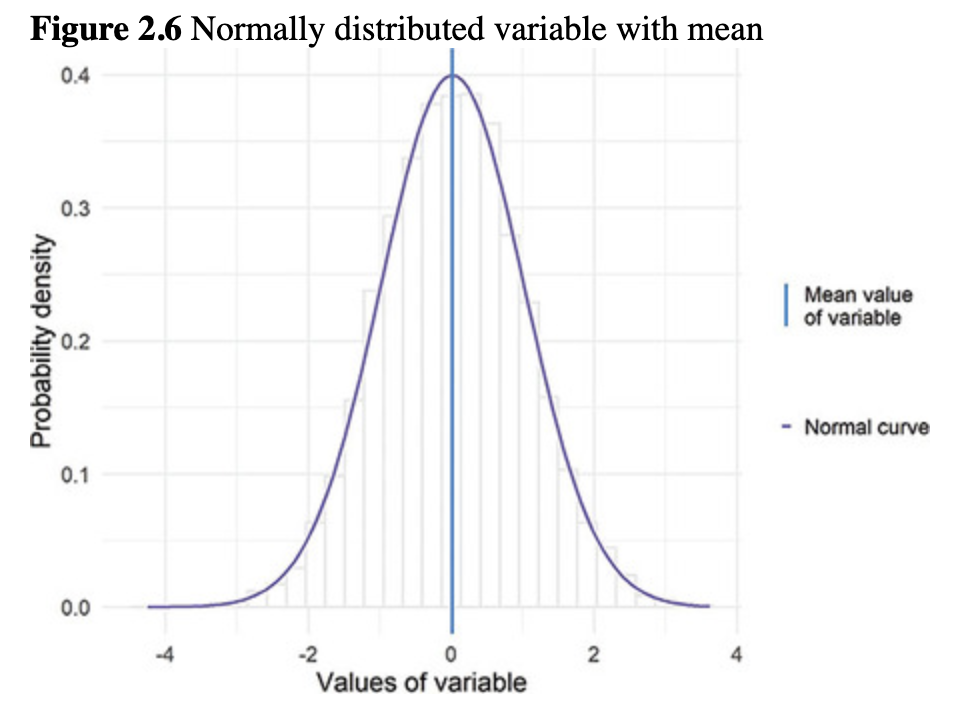 Figure 2.6 Normally distributed variable with mean
0.4
0.3
0.2
0.1
0.0
Probability density
-4 -2 0 2 4
Values of variable
Mean value
of variable
Normal curve